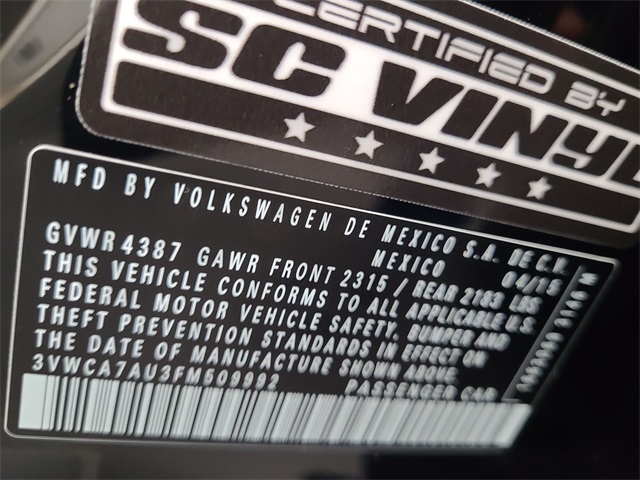 CERTIFIED BY
SC VINYL
MFD BY VOLKSWAGEN DE MEXICO S.A. DE C.V.
MEXICO
GVWR 4387 GAWR FRONT 2315 / REAR 2183 LBS
THIS VEHICLE CONFORMS TO ALL APPLICABLE U.S.
FEDERAL MOTOR VEHICLE SAFETY, BUMPER AND
THEFT PREVENTION STANDARDS IN EFFECT ON
THE DATE OF MANUFACTURE SHOWN ABOVE.
3VWCA7AU3FM509992 PASSENGER CAR